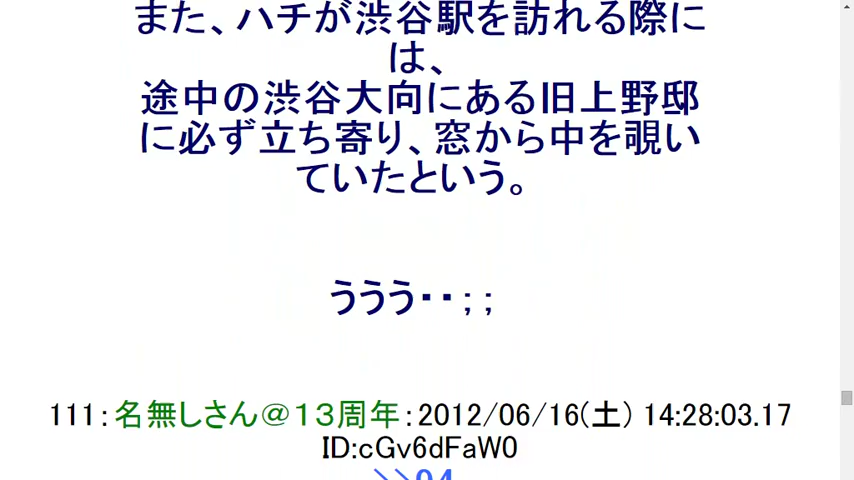 また、ハチが渋谷駅を訪れる際に
は、
途中の渋谷大向にある旧上野邸
に必ず立ち寄り、窓から中を覗い
ていたという。
ううう・・; ;
111：名無しさん＠１３周年：2012/06/16(土) 14:28:03.17
ID:cGv6dFaW0
>>94